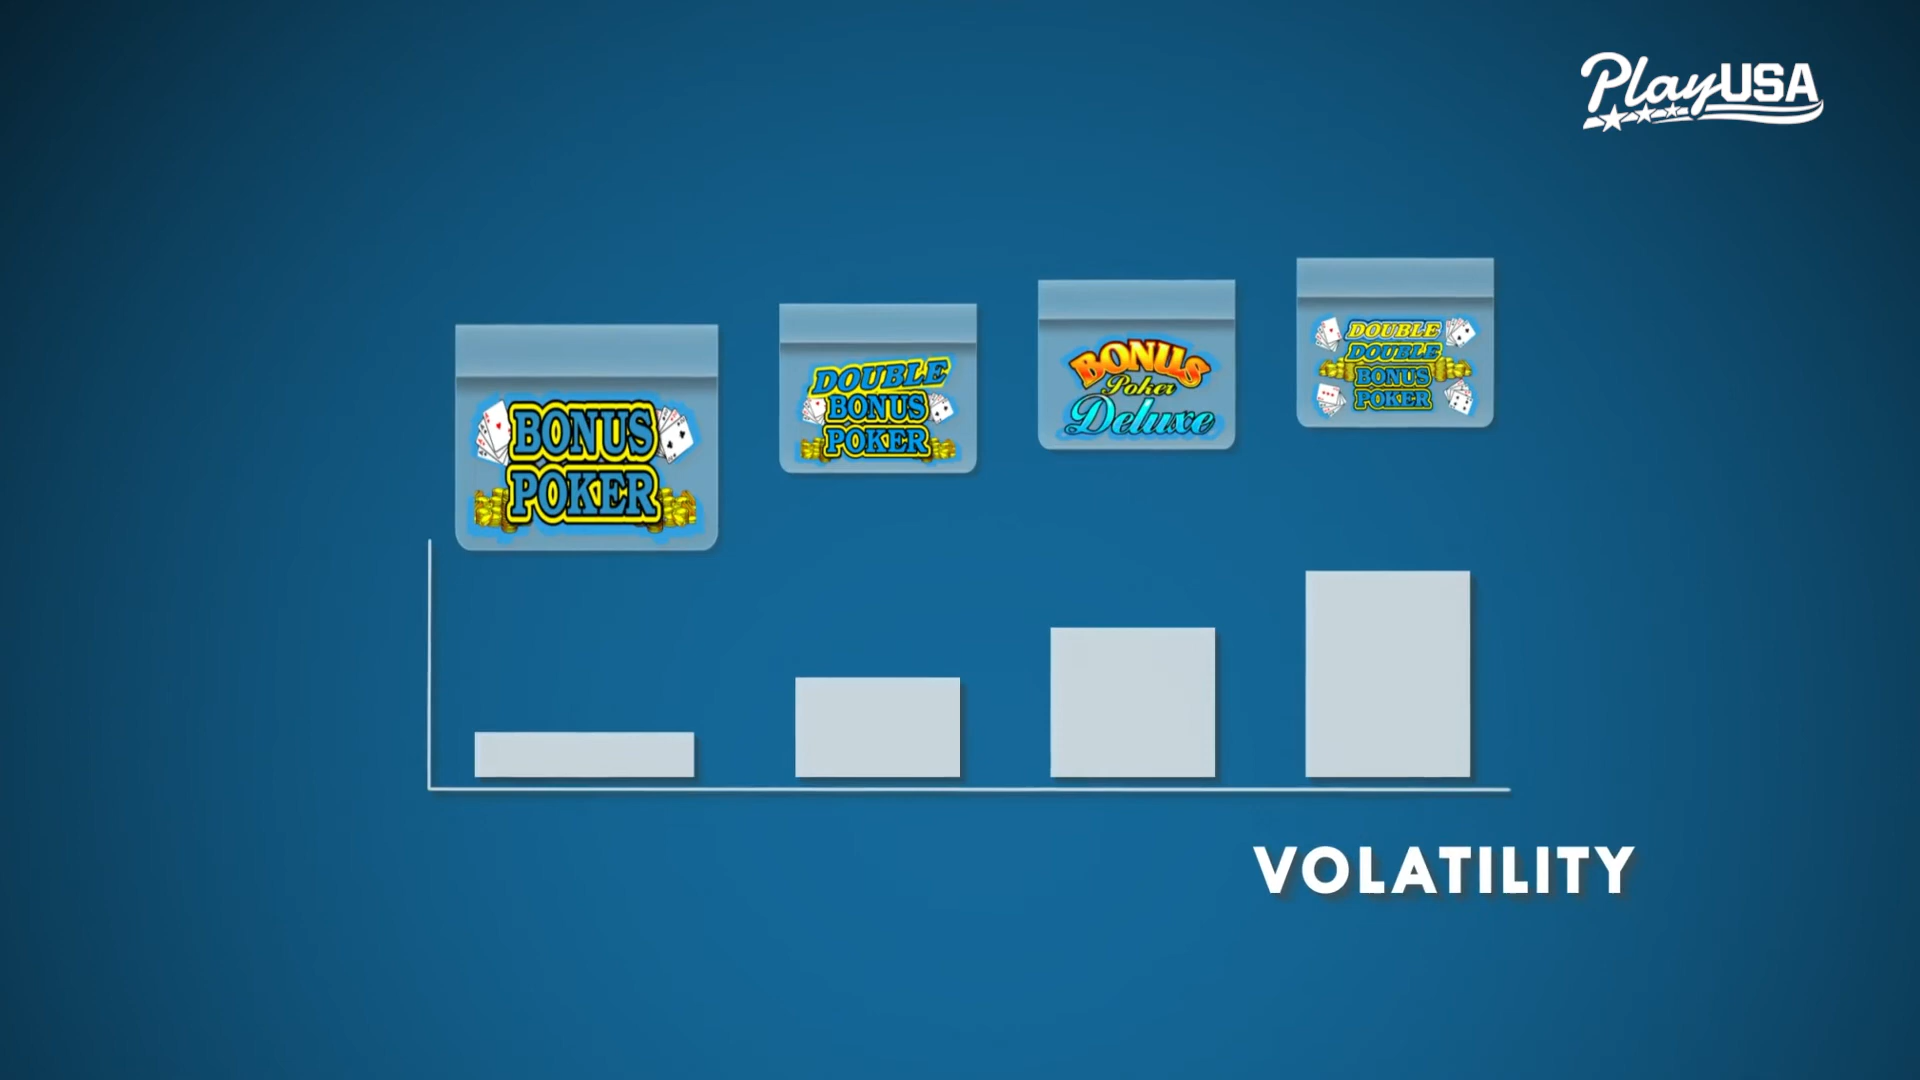 PlayUSA
BONUS
POKER
DOUBLE
BONUS
POKER
BONUS
Poker
Deluxe
DOUBLE
DOUBLE
BONUS
POKER
VOLATILITY